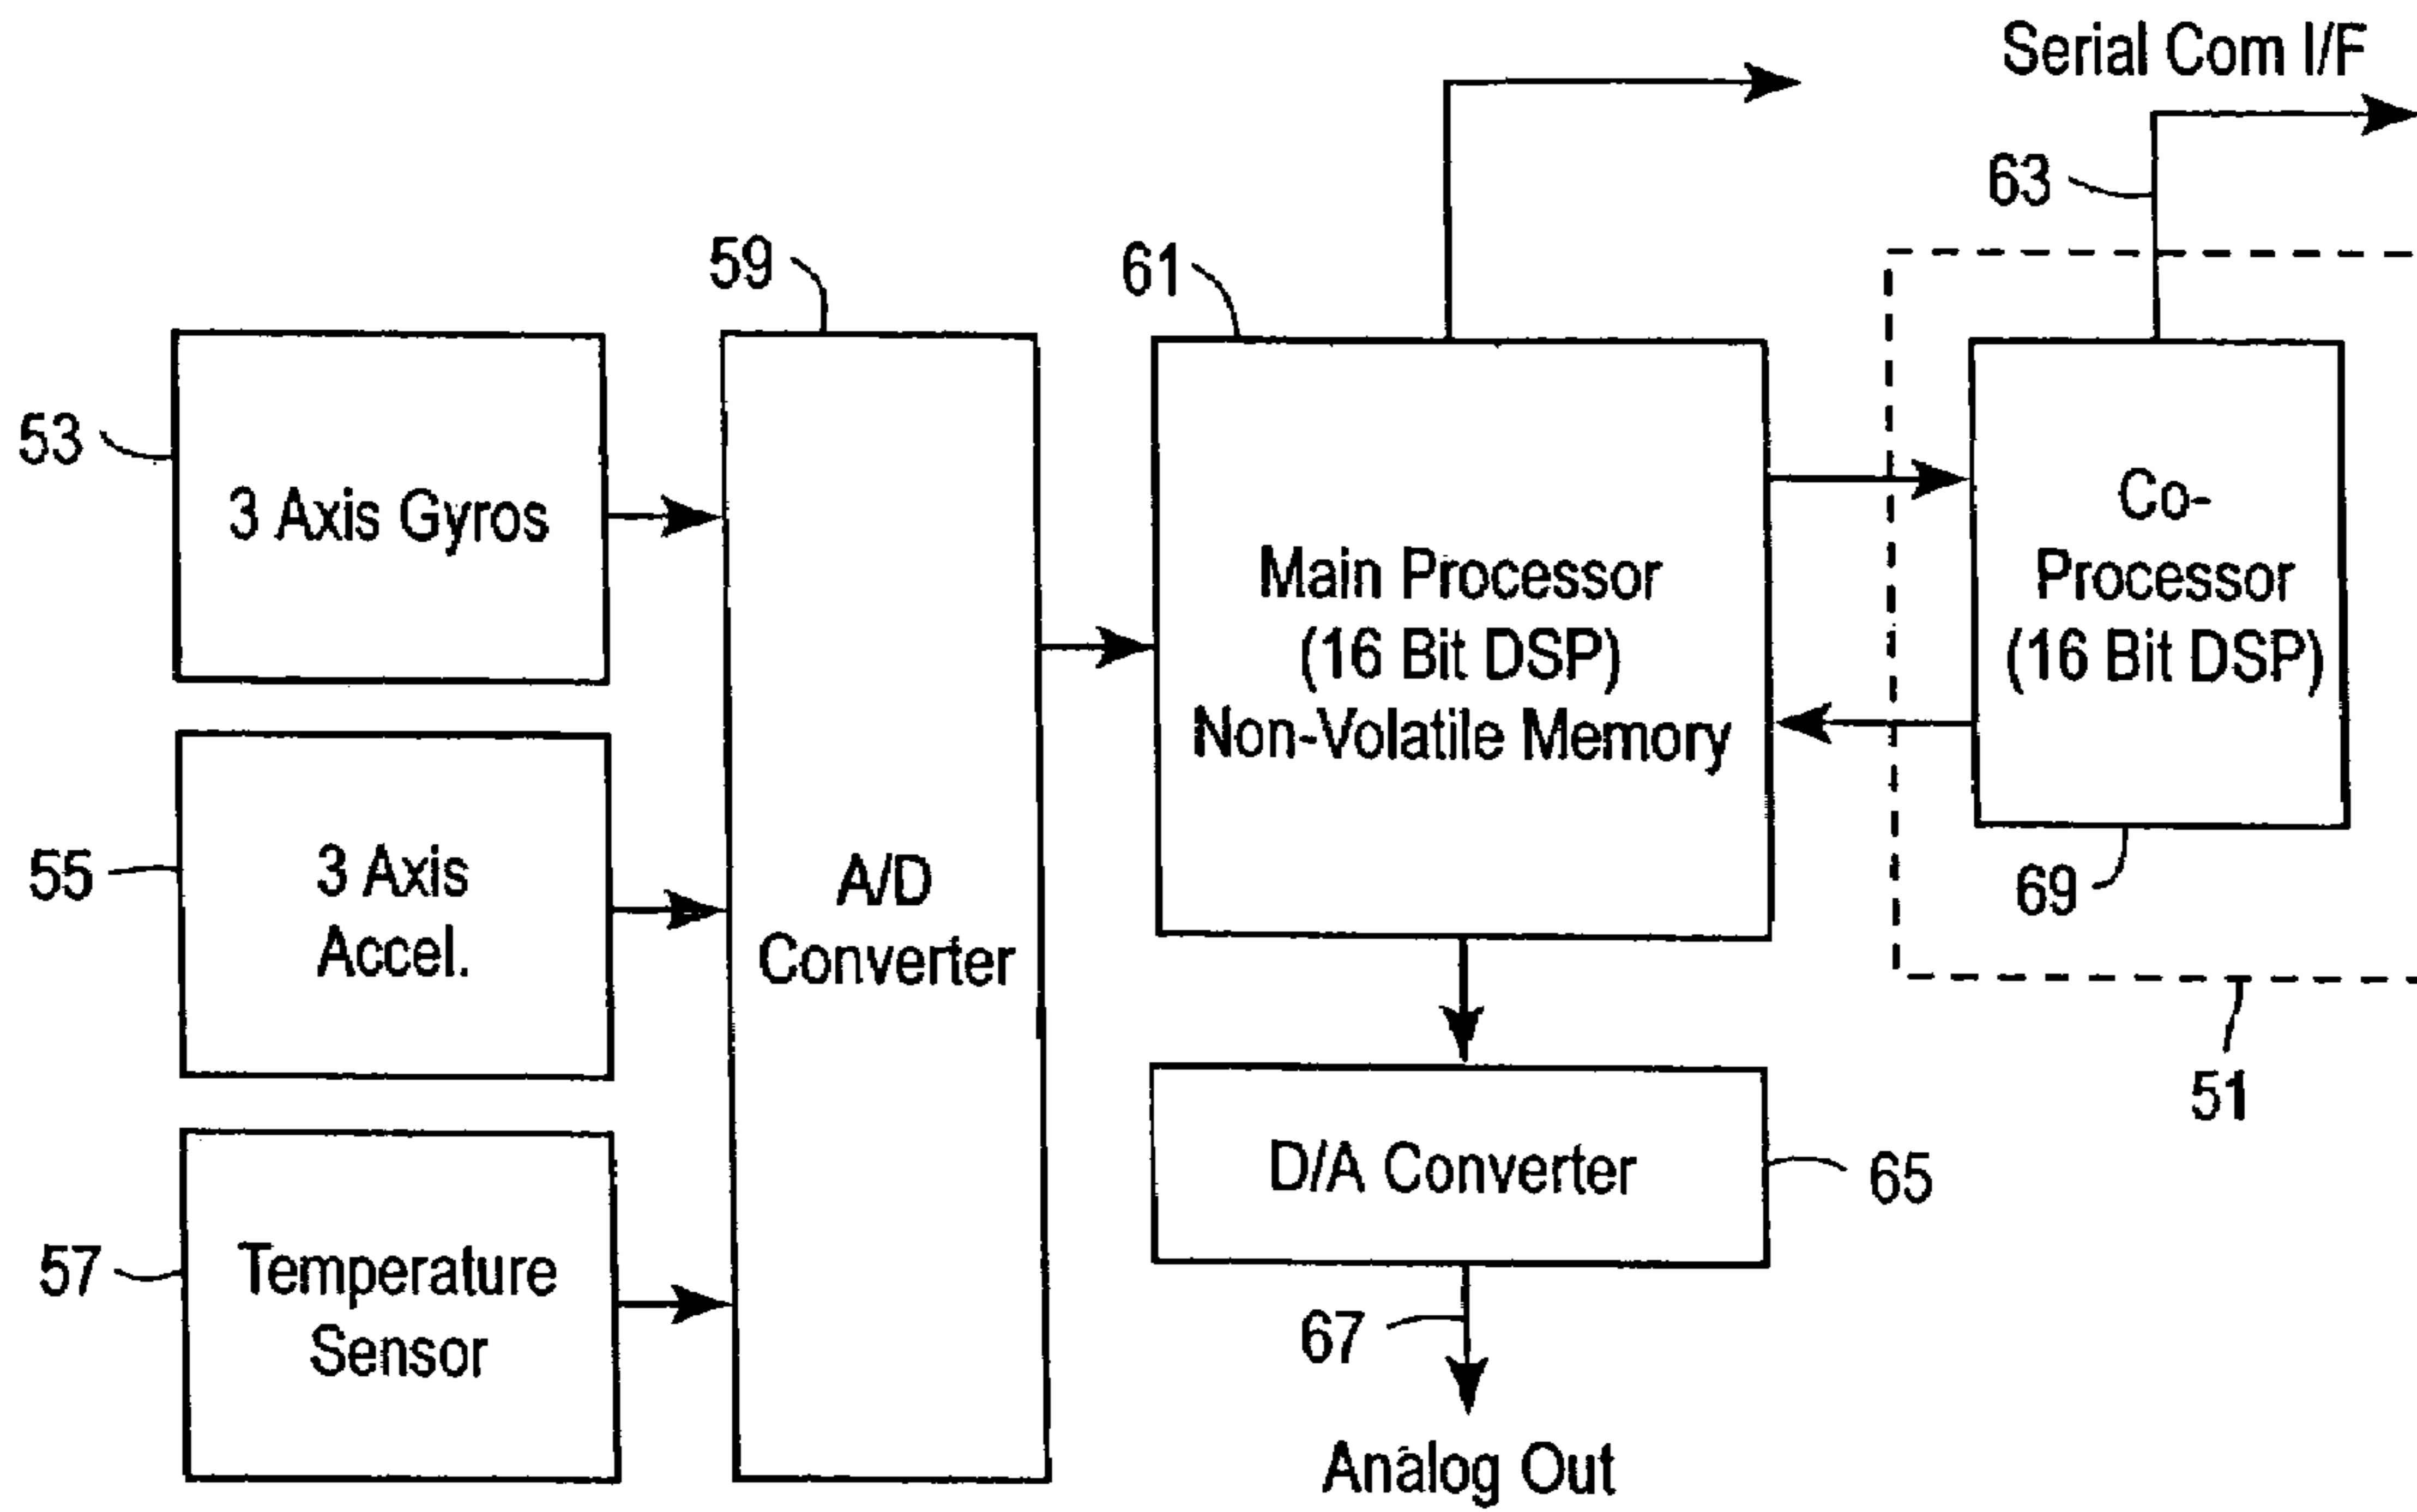 Serial Com I/F
63
59
61
53
3 Axis Gyros
Main Processor
(16 Bit DSP)
Non-Volatile Memory
Co-
Processor
(16 Bit DSP)
55
3 Axis
Accel.
A/D
Converter
69
51
57
Temperature
Sensor
D/A Converter
65
67
Analog Out